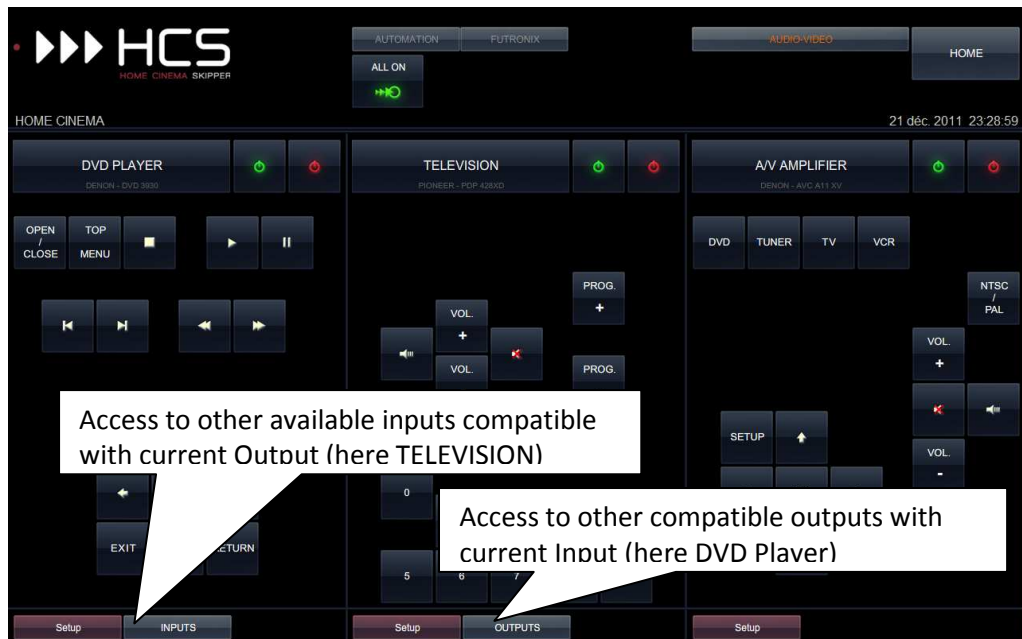 HCS
HOME CINEMA SKIPPER
AUTOMATION FUTRONIX
AUDIO-VIDEO
HOME
ALL ON
HOME CINEMA
21 déc. 2011 23:28:59
DVD PLAYER
DENON - DVD 3930
TELEVISION
PIONEER - PDP 428XD
A/V AMPLIFIER
DENON - AVC A11 XV
OPEN
/
CLOSE
TOP
MENU
DVD TUNER TV VCR
PROG.
+
NTSC
/
PAL
VOL.
+
VOL.
PROG.
VOL.
+
Access to other available inputs compatible
with current Output (here TELEVISION)
SETUP
VOL.
-
0
Access to other compatible outputs with
current Input (here DVD Player)
EXIT
5 6 7
Setup INPUTS
Setup OUTPUTS
Setup